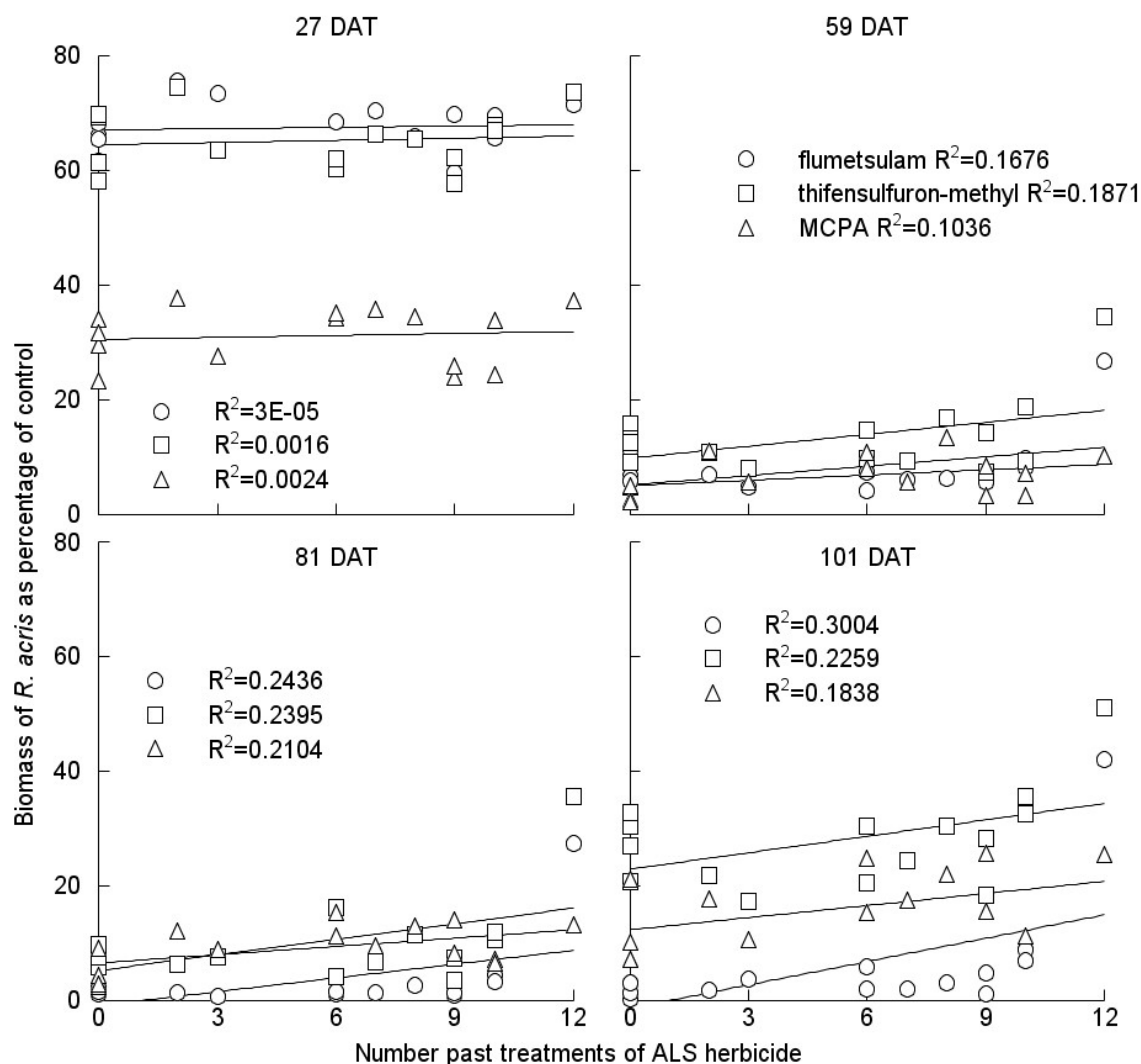 27 DAT
59 DAT
80
60
40
20
0
flumetsulam R²=0.1676
thifensulfuron-methyl R²=0.1871
MCPA R²=0.1036
R²=3E-05
R²=0.0016
R²=0.0024
81 DAT
101 DAT
80
60
40
20
0
R²=0.2436
R²=0.2395
R²=0.2104
R²=0.3004
R²=0.2259
R²=0.1838
0 3 6 9 12 0 3 6 9 12
Number past treatments of ALS herbicide
Biomass of R. acris as percentage of control